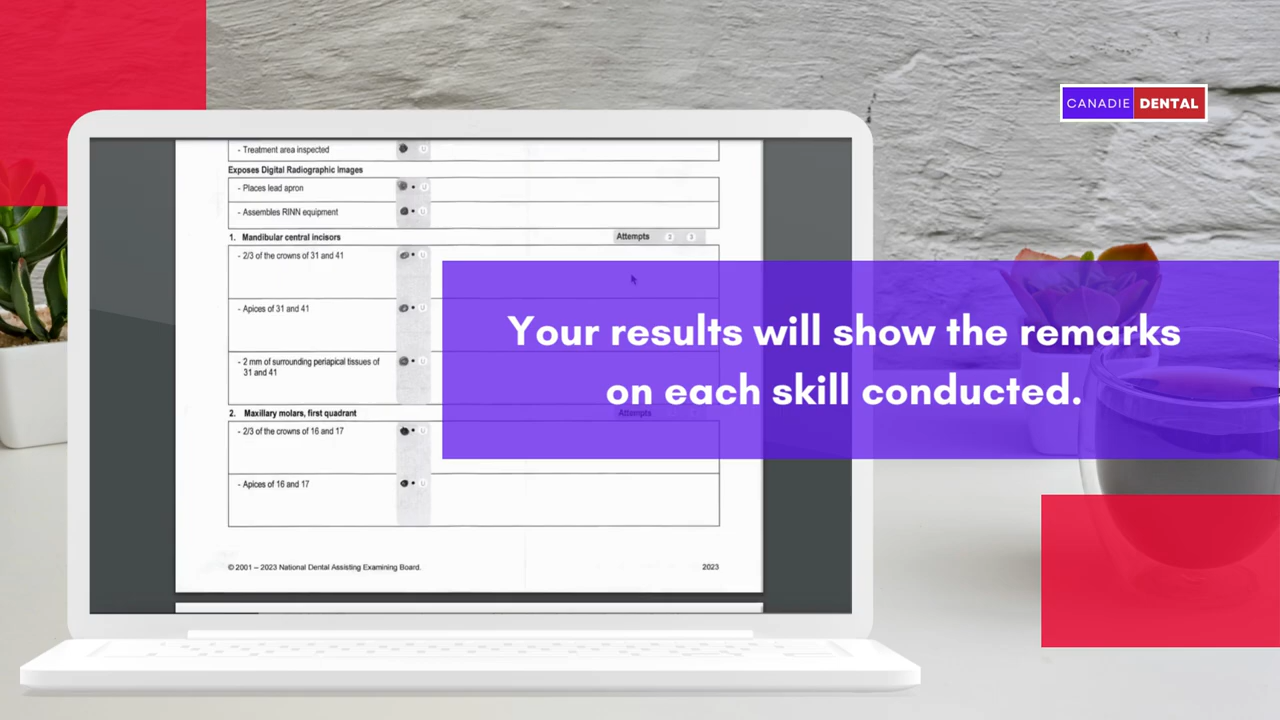 CANADIE DENTAL
- Treatment area inspected
U
Exposes Digital Radiographic Images
- Places lead apron
U
- Assembles RINN equipment
U
1. Mandibular central incisors
Attempts 2 3
- 2/3 of the crowns of 31 and 41
U
- Apices of 31 and 41
U
- 2 mm of surrounding periapical tissues of
31 and 41
U
Your results will show the remarks
on each skill conducted.
2. Maxillary molars, first quadrant
Attempts
- 2/3 of the crowns of 16 and 17
U
- Apices of 16 and 17
U
© 2001 – 2023 National Dental Assisting Examining Board.
2023